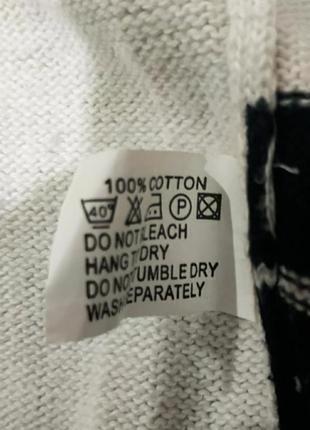 100% COTTON
40° P
DO NOT BLEACH
HANG TO DRY
DO NOT TUMBLE DRY
WASH SEPARATELY